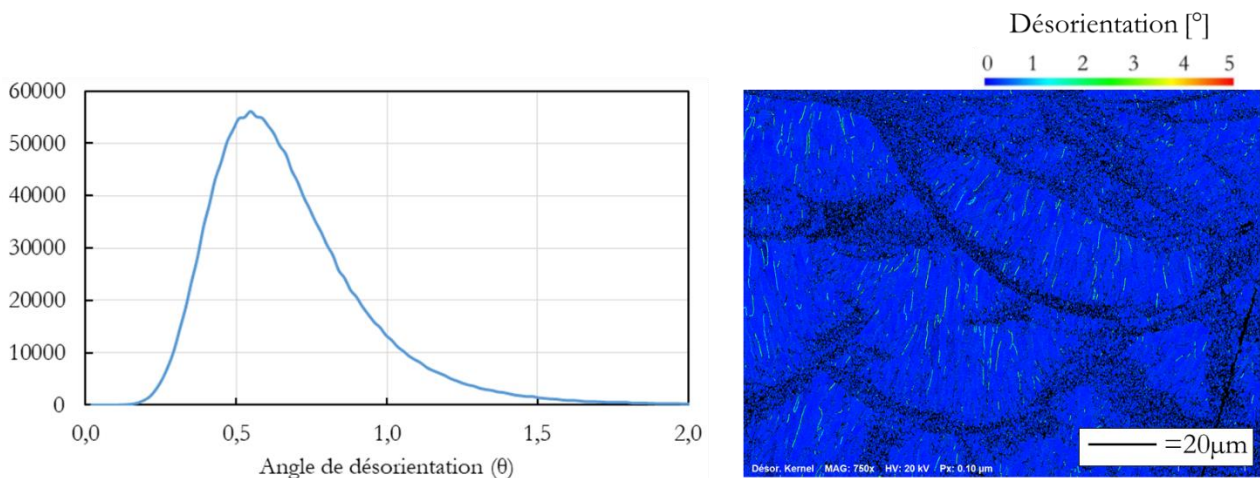 Désorientation [°]
0 1 2 3 4 5
60000
50000
40000
30000
20000
10000
0
0,0 0,5 1,0 1,5 2,0
Angle de désorientation (θ)
=20µm
Désor. Kernel MAG: 750x HV: 20 kV Px: 0.10 µm